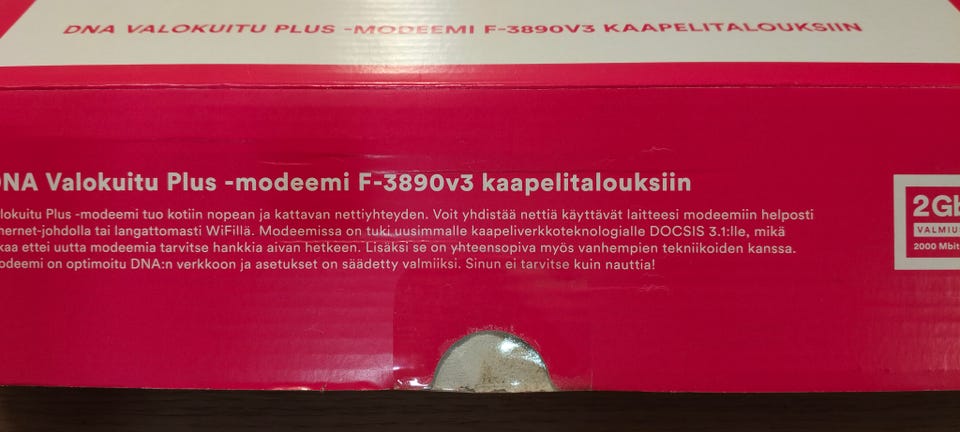 DNA VALOKUITU PLUS -MODEEMI F-3890V3 KAAPELITALOUKSIIN
DNA Valokuitu Plus -modeemi F-3890v3 kaapelitalouksiin
lokuitu Plus -modeemi tuo kotiin nopean ja kattavan nettiyhteyden. Voit yhdistää nettiä käyttävät laitteesi modeemiin helposti
hernet-johdolla tai langattomasti WiFillä. Modeemissa on tuki uusimmalle kaapeliverkkoteknologialle DOCSIS 3.1:lle, mikä
kaa ettei uutta modeemia tarvitse hankkia aivan hetkeen. Lisäksi se on yhteensopiva myös vanhempien tekniikoiden kanssa.
odeemi on optimoitu DNA:n verkkoon ja asetukset on säädetty valmiiksi. Sinun ei tarvitse kuin nauttia!
2Gb
VALMIUS
2000 Mbit